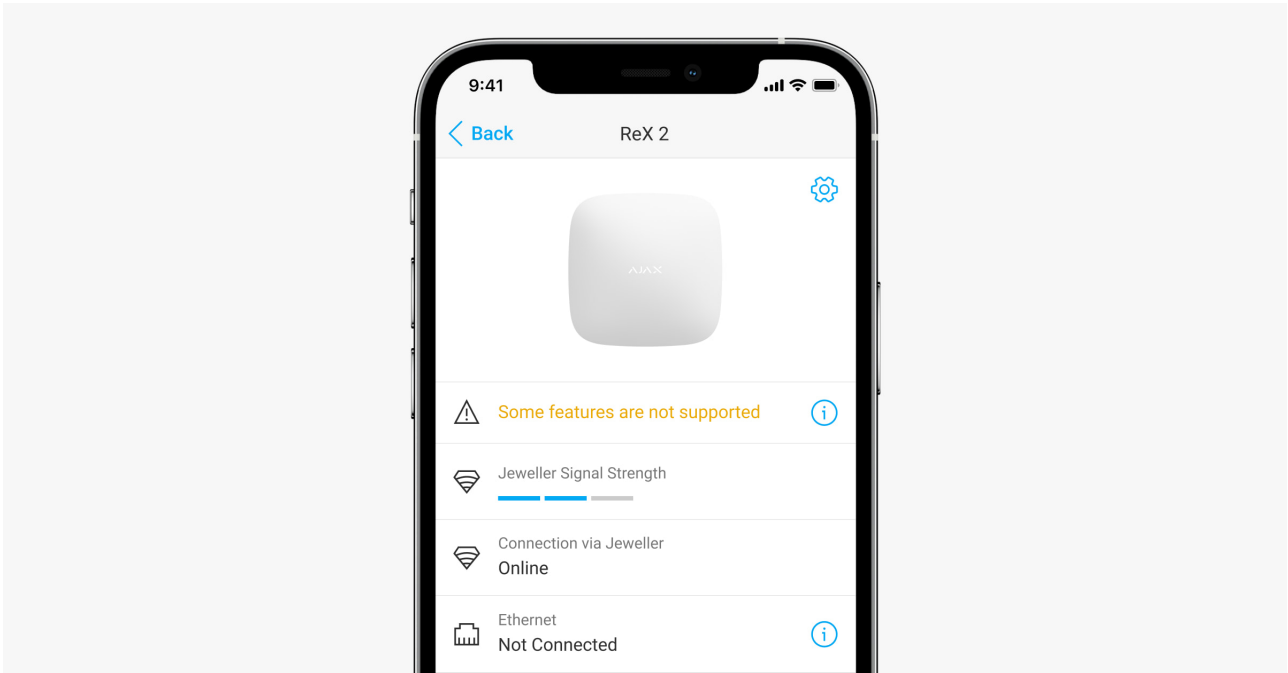 9:41
Back
ReX 2
AJAX
Some features are not supported
Jeweller Signal Strength
Connection via Jeweller
Online
Ethernet
Not Connected